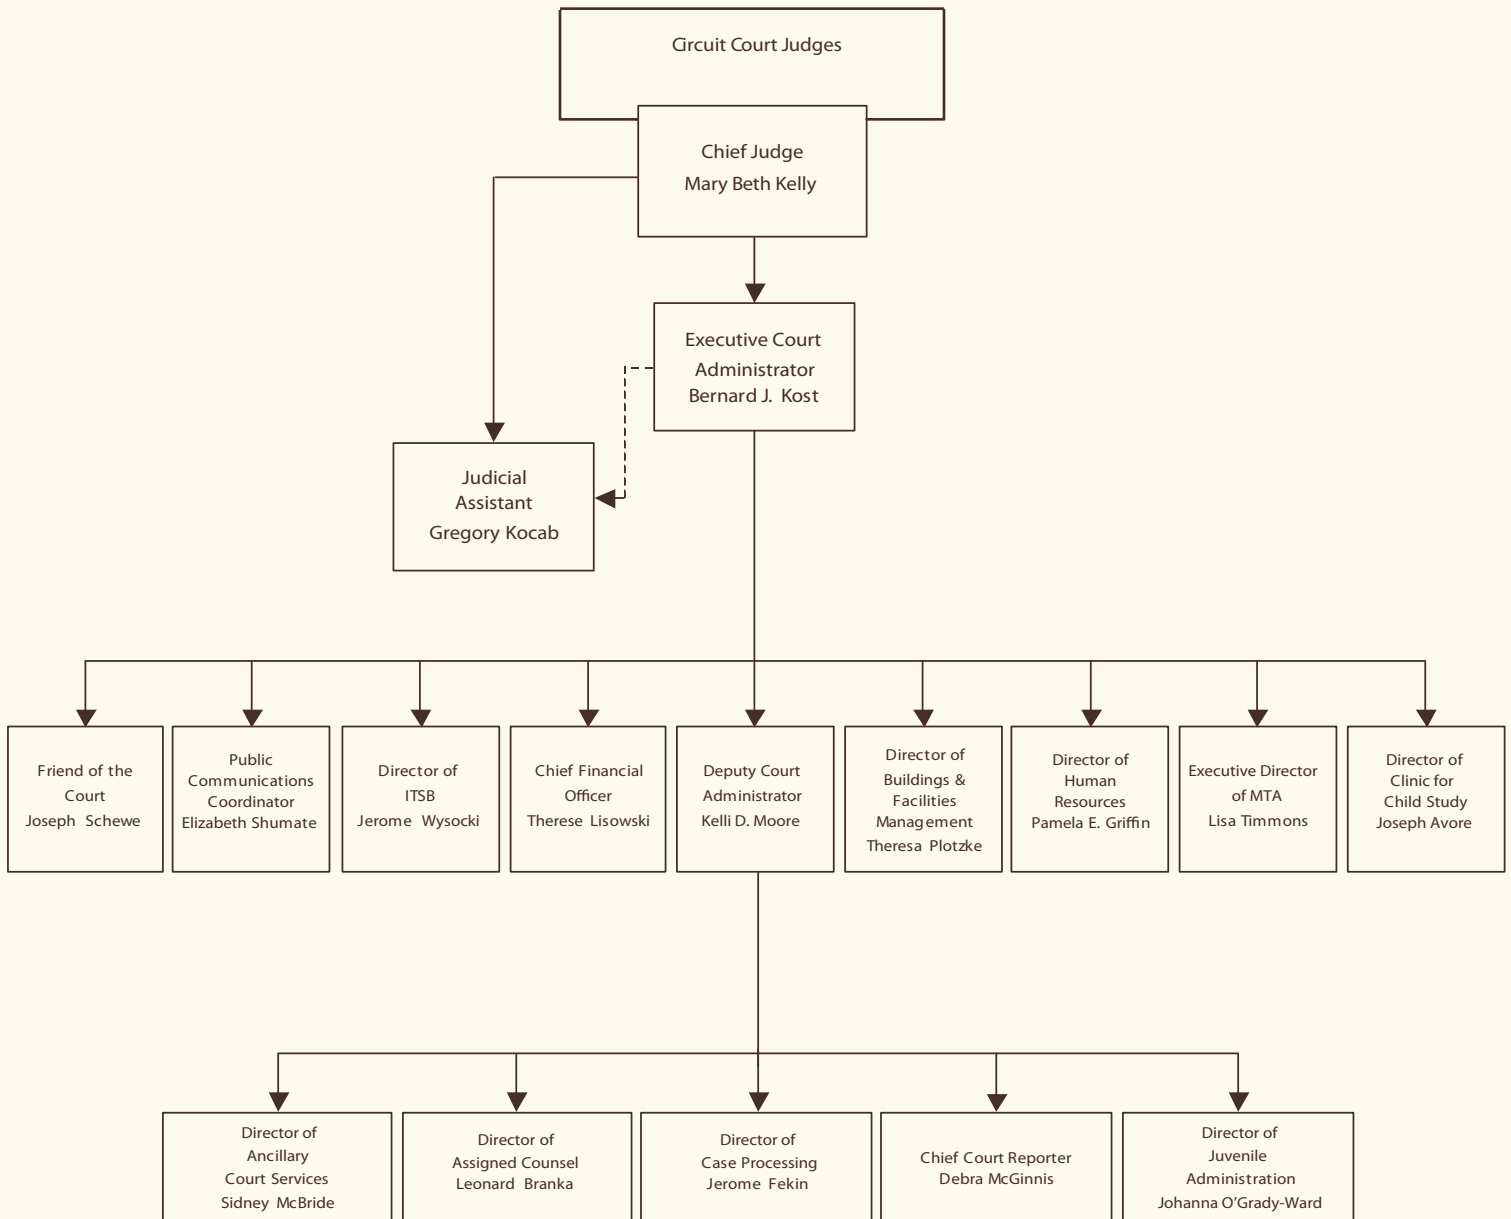 Circuit Court Judges
Chief Judge
Mary Beth Kelly
Executive Court
Administrator
Bernard J. Kost
Judicial
Assistant
Gregory Kocab
Friend of the
Court
Joseph Schewe
Public
Communications
Coordinator
Elizabeth Shumate
Director of
ITSB
Jerome Wysocki
Chief Financial
Officer
Therese Lisowski
Deputy Court
Administrator
Kelli D. Moore
Director of
Buildings &
Facilities
Management
Theresa Plotzke
Director of
Human
Resources
Pamela E. Griffin
Executive Director
of MTA
Lisa Timmons
Director of
Clinic for
Child Study
Joseph Avore
Director of
Ancillary
Court Services
Sidney McBride
Director of
Assigned Counsel
Leonard Branka
Director of
Case Processing
Jerome Fekin
Chief Court Reporter
Debra McGinnis
Director of
Juvenile
Administration
Johanna O'Grady-Ward